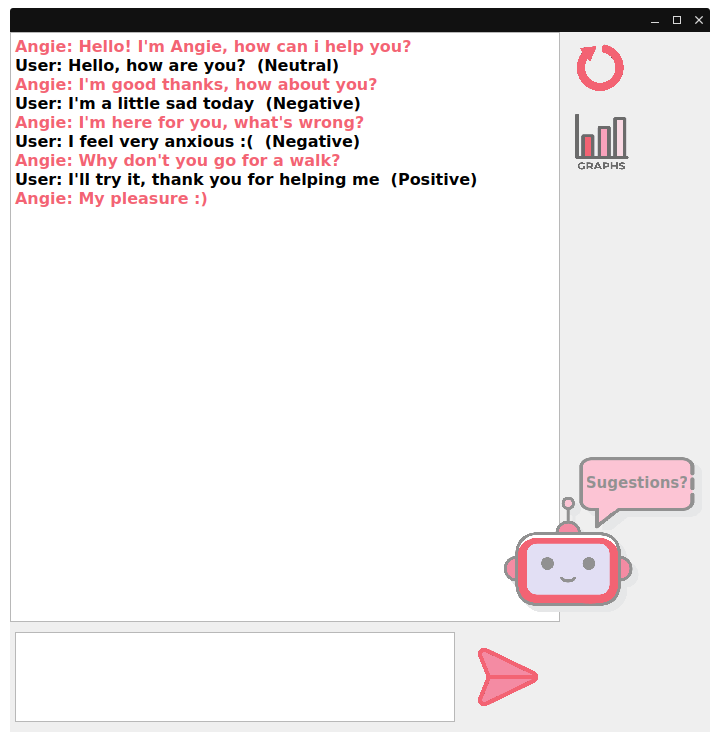 Angie: Hello! I'm Angie, how can i help you?
User: Hello, how are you?  (Neutral)
Angie: I'm good thanks, how about you?
User: I'm a little sad today  (Negative)
Angie: I'm here for you, what's wrong?
User: I feel very anxious :(  (Negative)
Angie: Why don't you go for a walk?
User: I'll try it, thank you for helping me  (Positive)
Angie: My pleasure :)
GRAPHS
Sugestions?